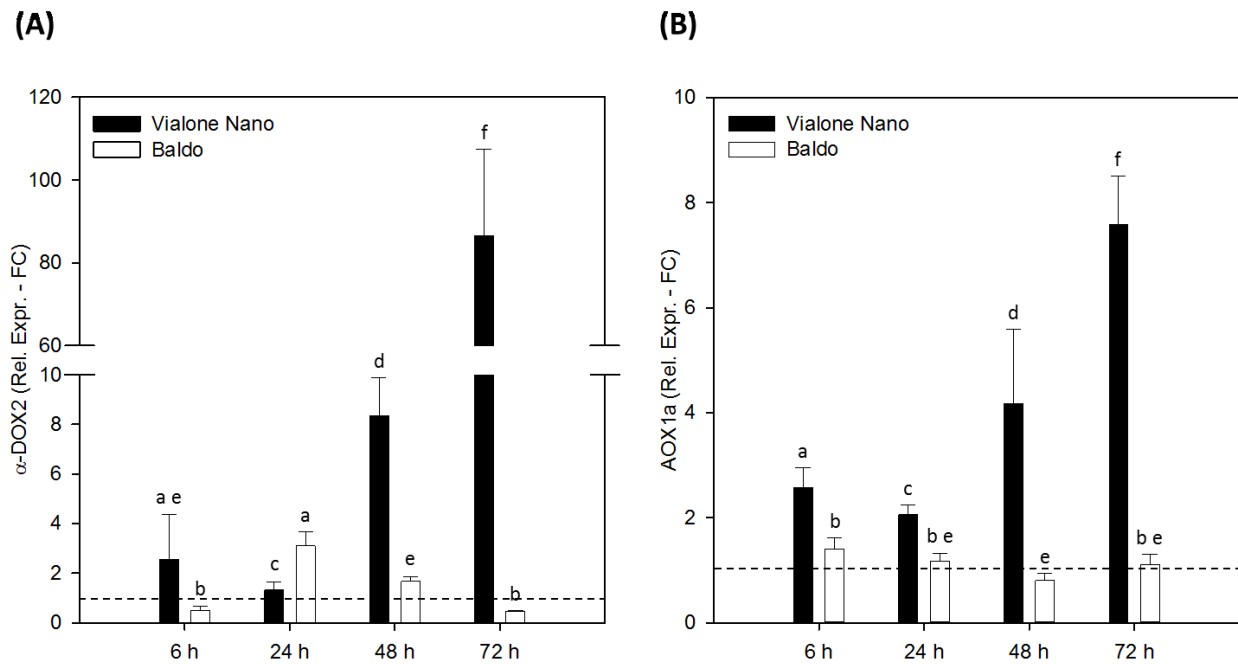 (A)
α-DOX2 (Rel. Expr. - FC)
120
100
80
60
10
8
6
4
2
0
Vialone Nano
Baldo
a e
b
c
a
d
e
f
b
6 h
24 h
48 h
72 h
(B)
AOX1a (Rel. Expr. - FC)
10
8
6
4
2
0
Vialone Nano
Baldo
a
b
c
b e
d
e
f
b e
6 h
24 h
48 h
72 h